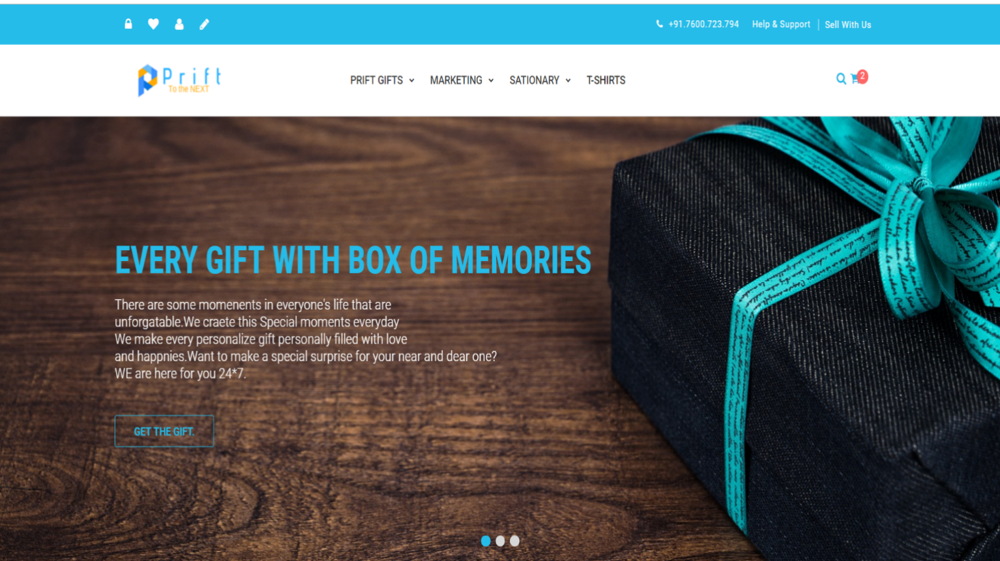 +91.7600.723.794 Help & Support Sell With Us
Prift
To the NEXT
PRIFT GIFTS MARKETING SATIONARY T-SHIRTS
2
EVERY GIFT WITH BOX OF MEMORIES
There are some momenents in everyone's life that are
unforgatable.We craete this Special moments everyday
We make every personalize gift personally filled with love
and happnies.Want to make a special surprise for your near and dear one?
WE are here for you 24*7.
GET THE GIFT.